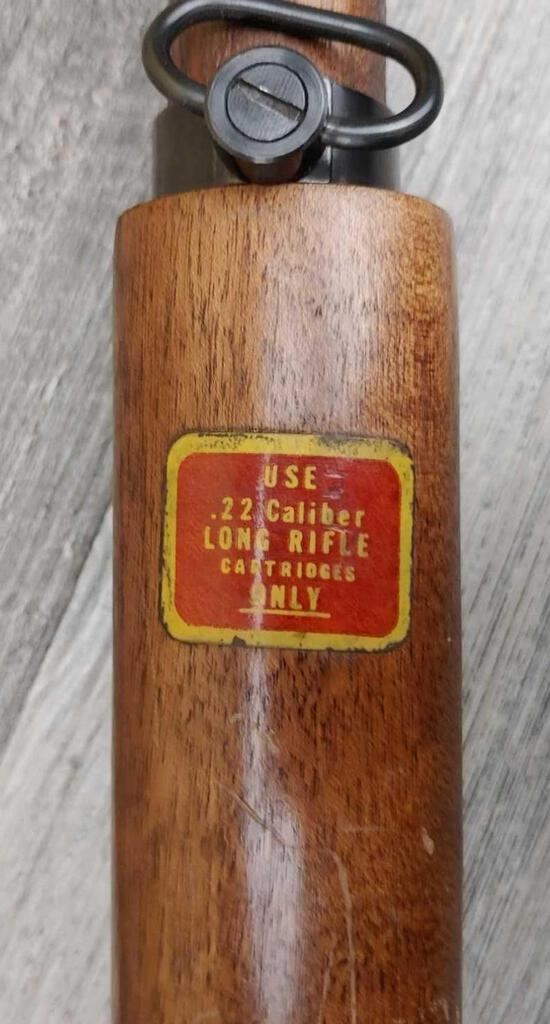 USE
.22 Caliber
LONG RIFLE
CARTRIDGES
ONLY